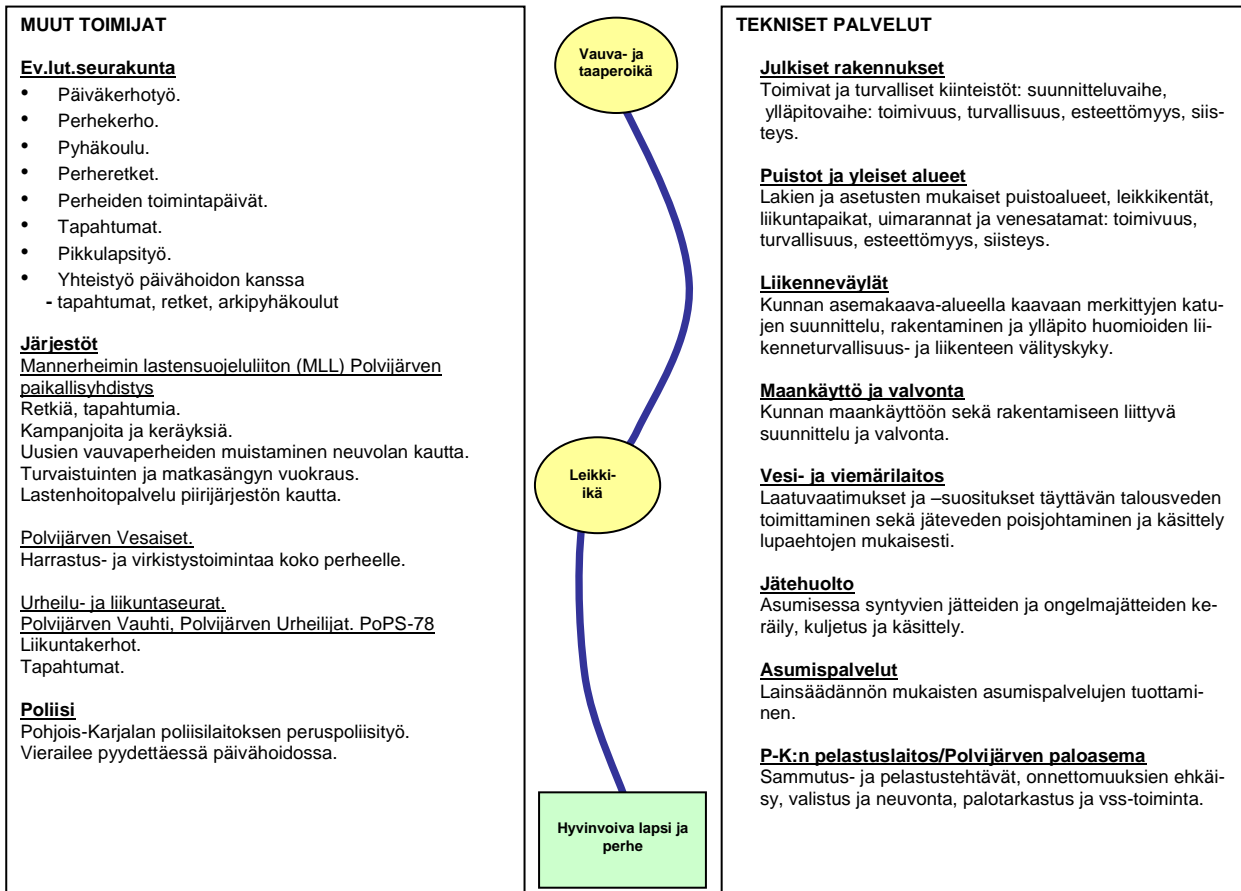 MUUT TOIMIJAT
Ev.lut.seurakunta
• Päiväkerhotyö.
• Perhekerho.
• Pyhäkoulu.
• Perheretket.
• Perheiden toimintapäivät.
• Tapahtumat.
• Pikkulapsityö.
• Yhteistyö päivähoidon kanssa
- tapahtumat, retket, arkipyhäkoulut
Järjestöt
Mannerheimin lastensuojeluliiton (MLL) Polvijärven
paikallisyhdistys
Retkiä, tapahtumia.
Kampanjoita ja keräyksiä.
Uusien vauvaperheiden muistaminen neuvolan kautta.
Turvaistuinten ja matkasängyn vuokraus.
Lastenhoitopalvelu piirijärjestön kautta.
Polvijärven Vesaiset.
Harrastus- ja virkistystoimintaa koko perheelle.
Urheilu- ja liikuntaseurat.
Polvijärven Vauhti, Polvijärven Urheilijat. PoPS-78
Liikuntakerhot.
Tapahtumat.
Poliisi
Pohjois-Karjalan poliisilaitoksen peruspoliisityö.
Vierailee pyydettäessä päivähoidossa.
Vauva- ja
taaperoikä
Leikki-
ikä
Hyvinvoiva lapsi ja
perhe
TEKNISET PALVELUT
Julkiset rakennukset
Toimivat ja turvalliset kiinteistöt: suunnitteluvaihe,
ylläpitovaihe: toimivuus, turvallisuus, esteettömyys, siis-
teys.
Puistot ja yleiset alueet
Lakien ja asetusten mukaiset puistoalueet, leikkikentät,
liikuntapaikat, uimarannat ja venesatamat: toimivuus,
turvallisuus, esteettömyys, siisteys.
Liikenneväylät
Kunnan asemakaava-alueella kaavaan merkittyjen katu-
jen suunnittelu, rakentaminen ja ylläpito huomioiden lii-
kenneturvallisuus- ja liikenteen välityskyky.
Maankäyttö ja valvonta
Kunnan maankäyttöön sekä rakentamiseen liittyvä
suunnittelu ja valvonta.
Vesi- ja viemärilaitos
Laatuvaatimukset ja –suositukset täyttävän talousveden
toimittaminen sekä jäteveden poisjohtaminen ja käsittely
lupaehtojen mukaisesti.
Jätehuolto
Asumisessa syntyvien jätteiden ja ongelmajätteiden ke-
räily, kuljetus ja käsittely.
Asumispalvelut
Lainsäädännön mukaisten asumispalvelujen tuottami-
nen.
P-K:n pelastuslaitos/Polvijärven paloasema
Sammutus- ja pelastustehtävät, onnettomuuksien ehkäi-
sy, valistus ja neuvonta, palotarkastus ja vss-toiminta.